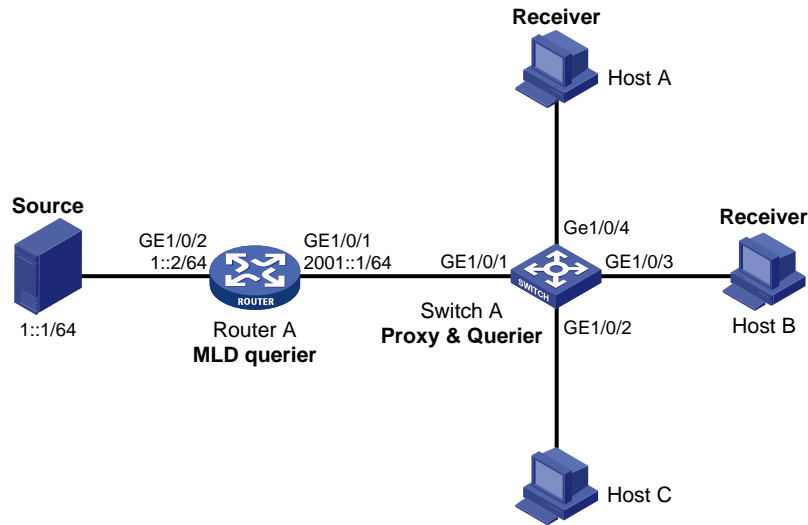 Receiver
Host A
Source
GE1/0/2
1::2/64
GE1/0/1
2001::1/64
ROUTER
Router A
MLD querier
1::1/64
Ge1/0/4
GE1/0/1
SWITCH
GE1/0/3
Switch A
Proxy & Querier
GE1/0/2
Receiver
Host B
Host C